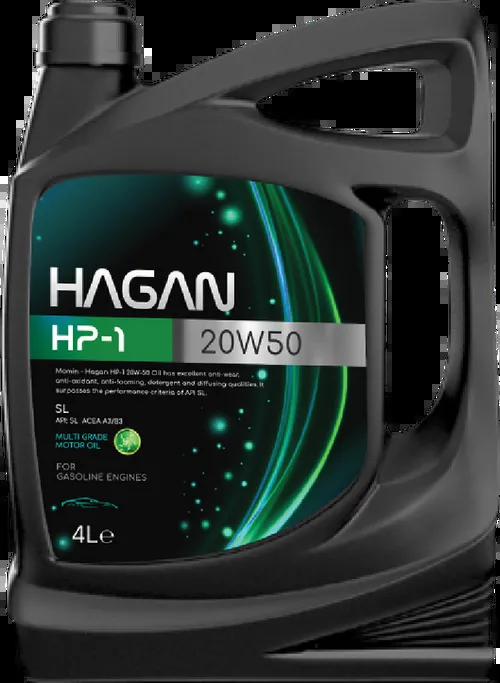 HAGAN
HP-1
20W50
Momin - Hagan HP-1 20W-50 Oil has excellent anti-wear,
anti-oxidant, anti-foaming, detergent and diffusing qualities. It
surpasses the performance criteria of API SL.
SL
API: SL ACEA A3/B3
MULTI GRADE
MOTOR OIL
FOR
GASOLINE ENGINES
4Le